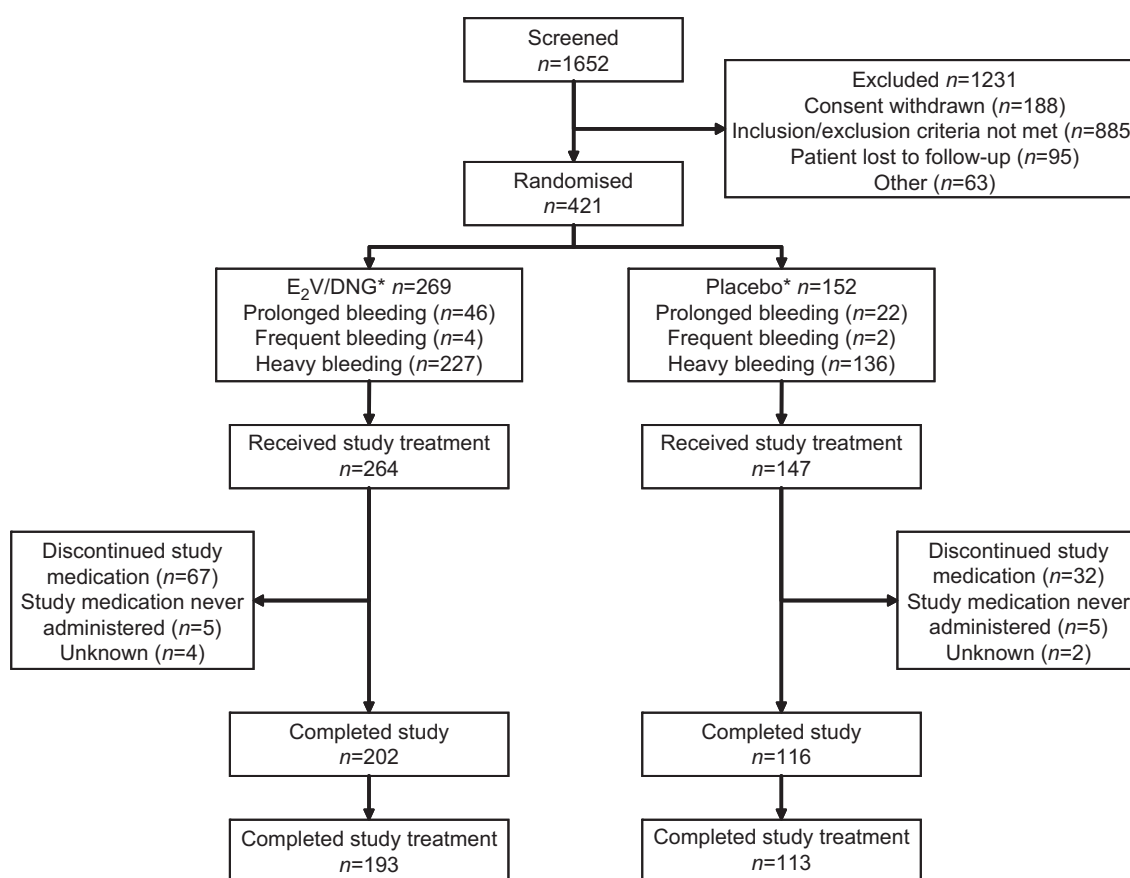 Screened
n=1652
Excluded n=1231
Consent withdrawn (n=188)
Inclusion/exclusion criteria not met (n=885)
Patient lost to follow-up (n=95)
Other (n=63)
Randomised
n=421
E₂V/DNG* n=269
Prolonged bleeding (n=46)
Frequent bleeding (n=4)
Heavy bleeding (n=227)
Placebo* n=152
Prolonged bleeding (n=22)
Frequent bleeding (n=2)
Heavy bleeding (n=136)
Received study treatment
n=264
Received study treatment
n=147
Discontinued study
medication (n=67)
Study medication never
administered (n=5)
Unknown (n=4)
Discontinued study
medication (n=32)
Study medication never
administered (n=5)
Unknown (n=2)
Completed study
n=202
Completed study
n=116
Completed study treatment
n=193
Completed study treatment
n=113